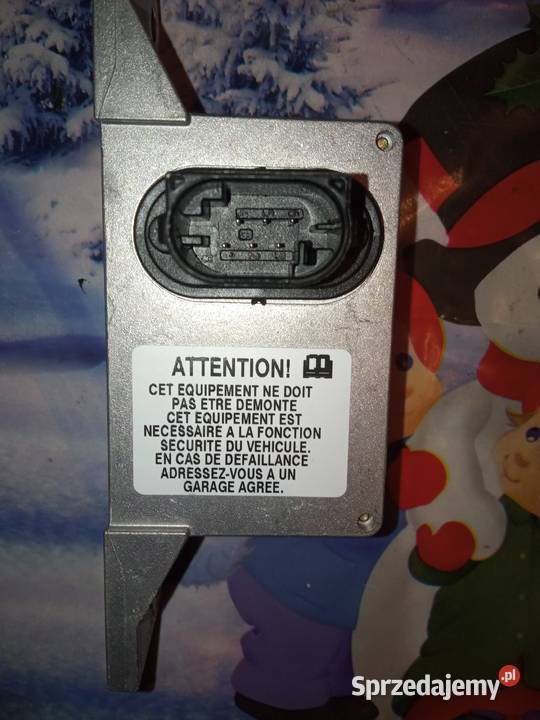 ATTENTION!
CET EQUIPEMENT NE DOIT
PAS ETRE DEMONTE
CET EQUIPEMENT EST
NECESSAIRE A LA FONCTION
SECURITE DU VEHICULE.
EN CAS DE DEFAILLANCE
ADRESSEZ-VOUS A UN
GARAGE AGREE.
Sprzedajemy.pl